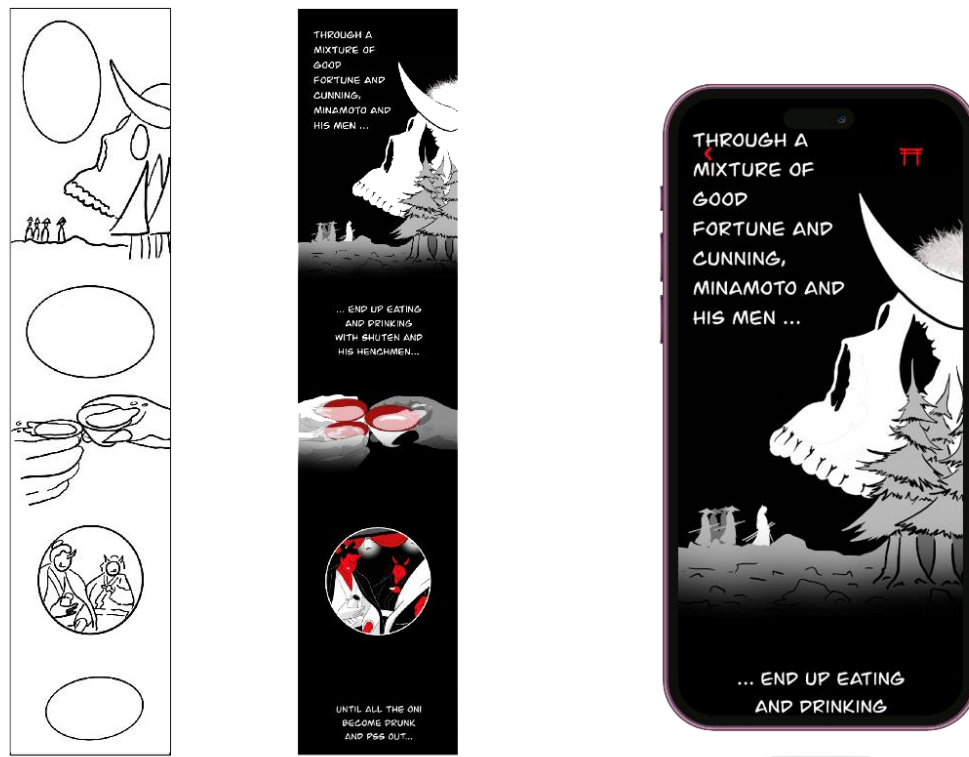 THROUGH A
MIXTURE OF
GOOD
FORTUNE AND
CUNNING,
MINAMOTO AND
HIS MEN ...
... END UP EATING
AND DRINKING
WITH SHUTEN AND
HIS HENCHMEN...
UNTIL ALL THE ONI
BECOME DRUNK
AND PSS OUT...
THROUGH A
MIXTURE OF
GOOD
FORTUNE AND
CUNNING,
MINAMOTO AND
HIS MEN ...
... END UP EATING
AND DRINKING